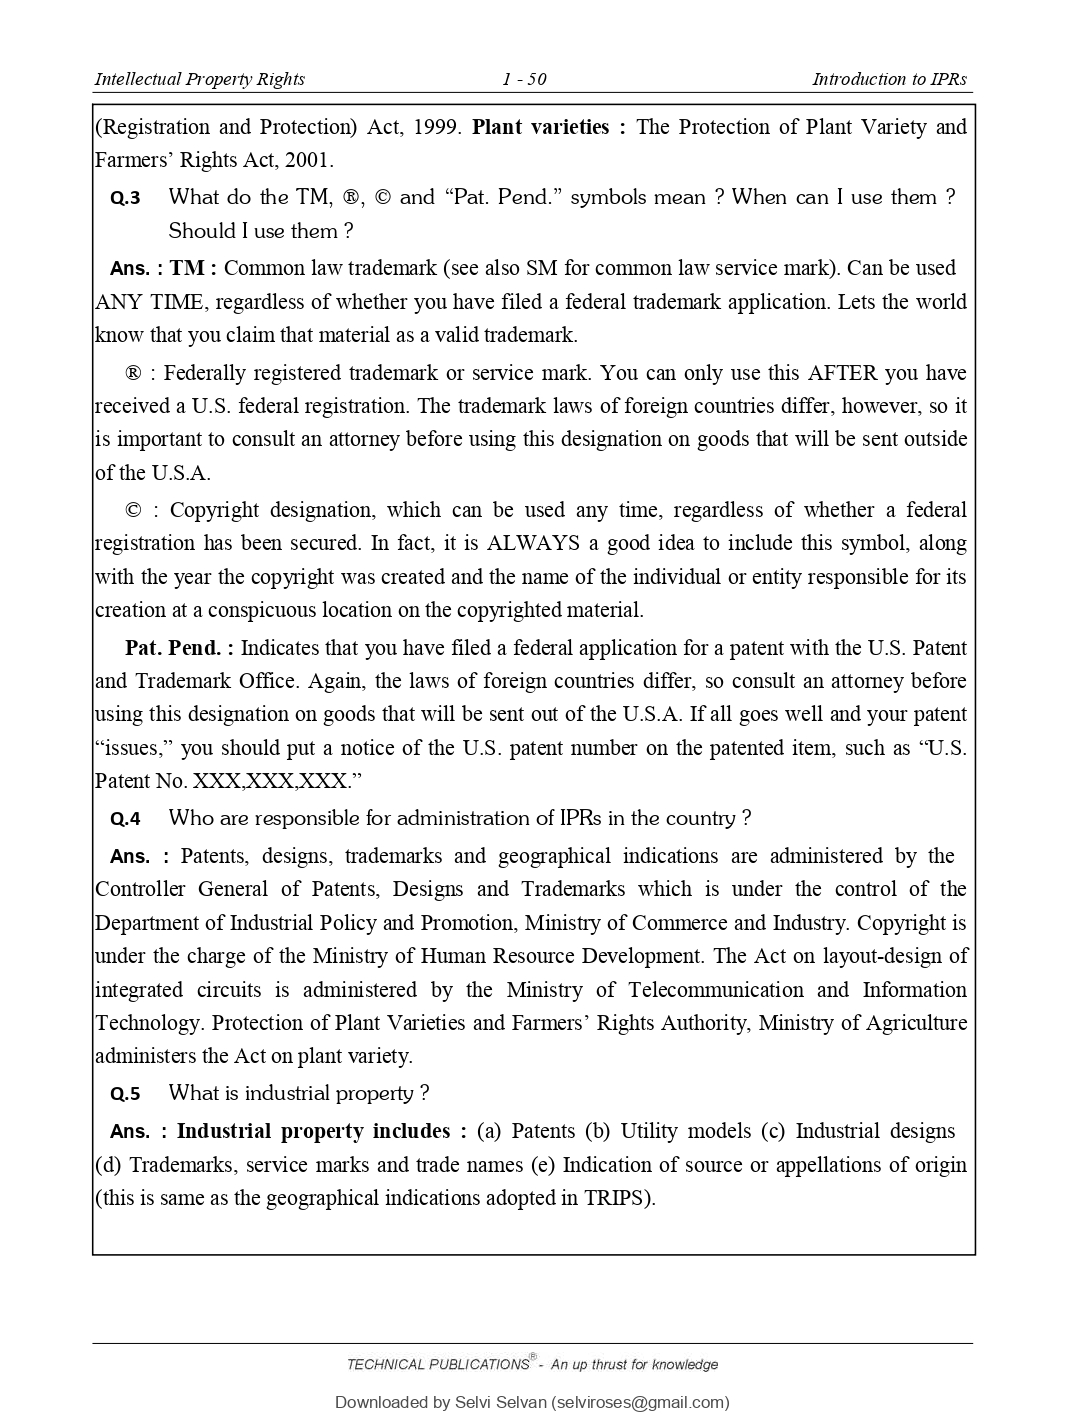 Intellectual Property Rights 1 - 50 Introduction to IPRs
(Registration and Protection) Act, 1999. Plant varieties : The Protection of Plant Variety and
Farmers’ Rights Act, 2001.
Q.3 What do the TM, ®, © and “Pat. Pend.” symbols mean ? When can I use them ?
Should I use them ?
Ans. : TM : Common law trademark (see also SM for common law service mark). Can be used
ANY TIME, regardless of whether you have filed a federal trademark application. Lets the world
know that you claim that material as a valid trademark.
® : Federally registered trademark or service mark. You can only use this AFTER you have
received a U.S. federal registration. The trademark laws of foreign countries differ, however, so it
is important to consult an attorney before using this designation on goods that will be sent outside
of the U.S.A.
© : Copyright designation, which can be used any time, regardless of whether a federal
registration has been secured. In fact, it is ALWAYS a good idea to include this symbol, along
with the year the copyright was created and the name of the individual or entity responsible for its
creation at a conspicuous location on the copyrighted material.
Pat. Pend. : Indicates that you have filed a federal application for a patent with the U.S. Patent
and Trademark Office. Again, the laws of foreign countries differ, so consult an attorney before
using this designation on goods that will be sent out of the U.S.A. If all goes well and your patent
“issues,” you should put a notice of the U.S. patent number on the patented item, such as “U.S.
Patent No. XXX,XXX,XXX.”
Q.4 Who are responsible for administration of IPRs in the country ?
Ans. : Patents, designs, trademarks and geographical indications are administered by the
Controller General of Patents, Designs and Trademarks which is under the control of the
Department of Industrial Policy and Promotion, Ministry of Commerce and Industry. Copyright is
under the charge of the Ministry of Human Resource Development. The Act on layout-design of
integrated circuits is administered by the Ministry of Telecommunication and Information
Technology. Protection of Plant Varieties and Farmers’ Rights Authority, Ministry of Agriculture
administers the Act on plant variety.
Q.5 What is industrial property ?
Ans. : Industrial property includes : (a) Patents (b) Utility models (c) Industrial designs
(d) Trademarks, service marks and trade names (e) Indication of source or appellations of origin
(this is same as the geographical indications adopted in TRIPS).
TECHNICAL PUBLICATIONS® - An up thrust for knowledge
Downloaded by Selvi Selvan (selviroses@gmail.com)